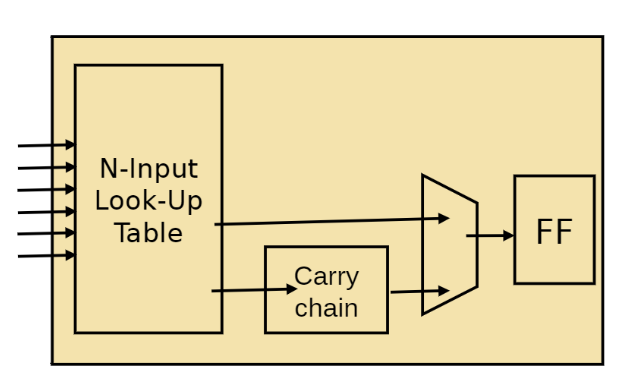 N-Input
Look-Up
Table
Carry
chain
FF